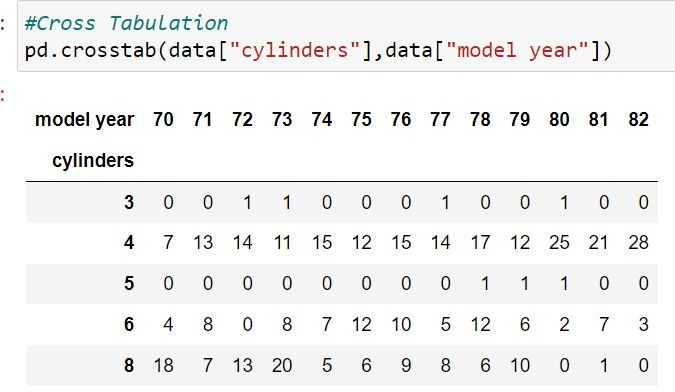 : #Cross Tabulation
pd.crosstab(data["cylinders"],data["model year"])
:
model year 70 71 72 73 74 75 76 77 78 79 80 81 82
cylinders
3 0 0 1 1 0 0 0 1 0 0 1 0 0
4 7 13 14 11 15 12 15 14 17 12 25 21 28
5 0 0 0 0 0 0 0 0 1 1 1 0 0
6 4 8 0 8 7 12 10 5 12 6 2 7 3
8 18 7 13 20 5 6 9 8 6 10 0 1 0